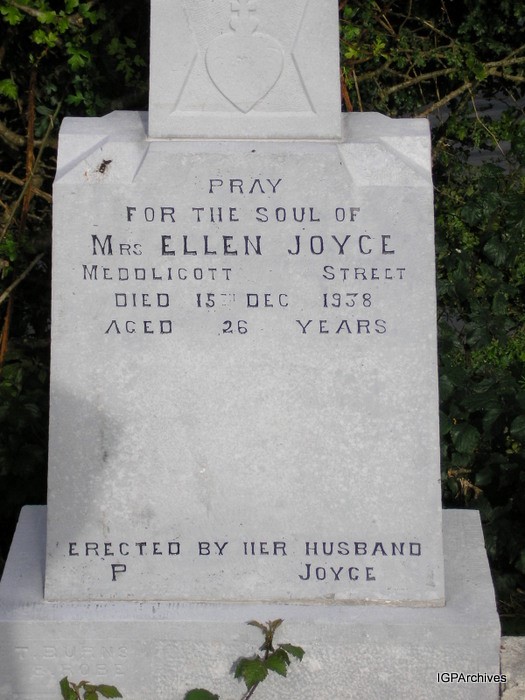 PRAY
FOR THE SOUL OF
MRS ELLEN JOYCE
MEDDLICOTT STREET
DIED 15TH DEC 1938
AGED 26 YEARS
ERECTED BY HER HUSBAND
P JOYCE
T BURNS
IGPArchives